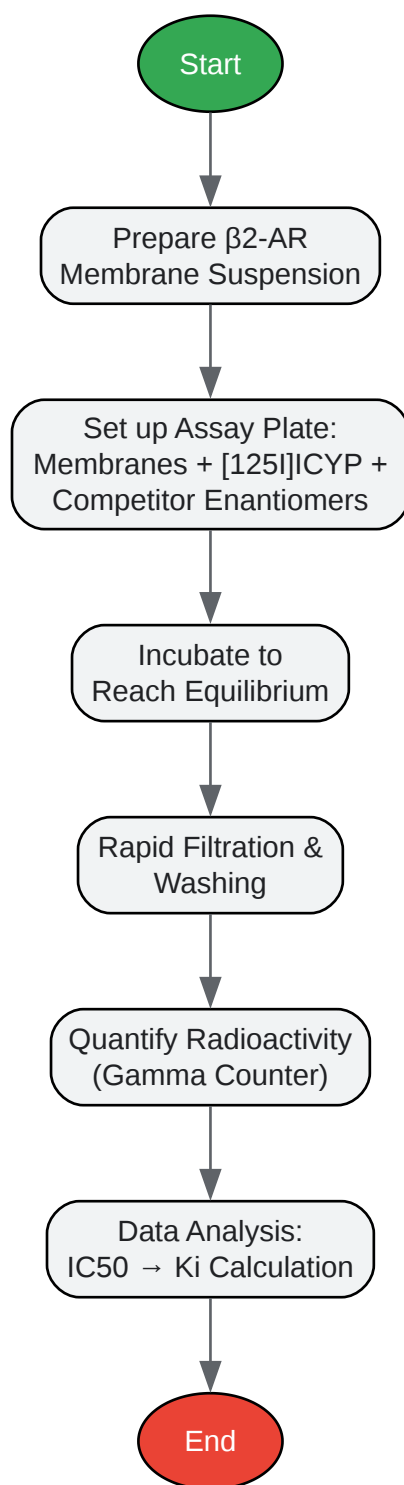 Start
Prepare β2-AR
Membrane Suspension
Set up Assay Plate:
Membranes + [125I]ICYP +
Competitor Enantiomers
Incubate to
Reach Equilibrium
Rapid Filtration &
Washing
Quantify Radioactivity
(Gamma Counter)
Data Analysis:
IC50 → Ki Calculation
End